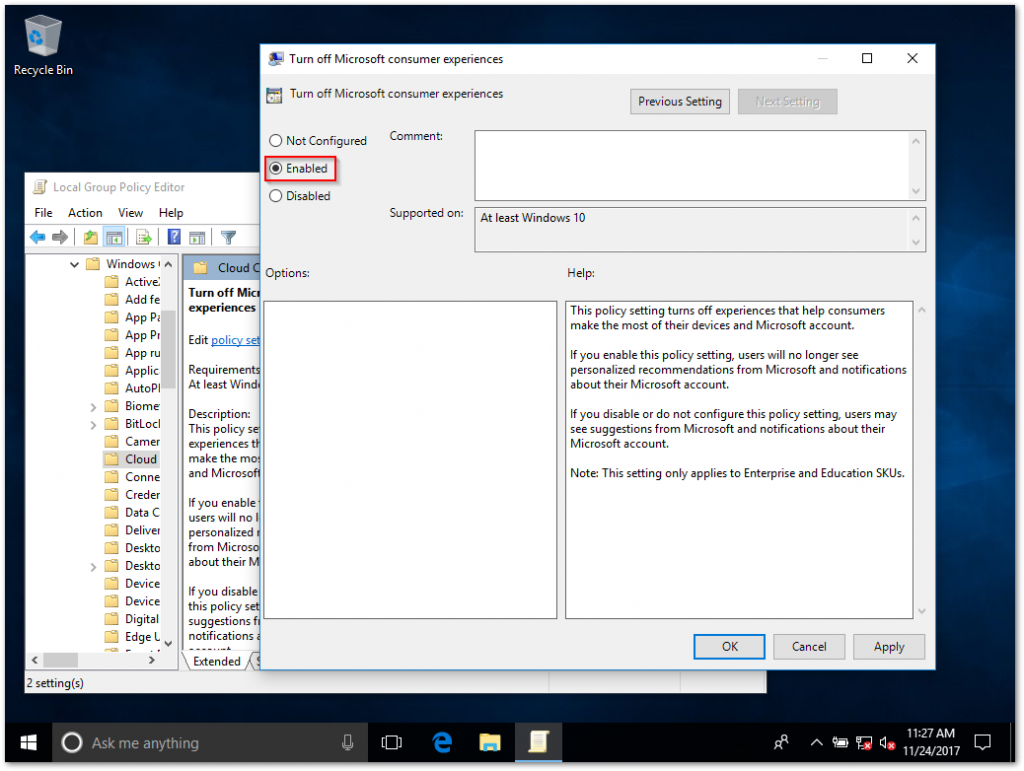 Recycle Bin
Turn off Microsoft consumer experiences
Turn off Microsoft consumer experiences
Previous Setting
Next Setting
Not Configured
Enabled
Disabled
Comment:
Supported on:
At least Windows 10
Options:
Help:
This policy setting turns off experiences that help consumers
make the most of their devices and Microsoft account.
If you enable this policy setting, users will no longer see
personalized recommendations from Microsoft and notifications
about their Microsoft account.
If you disable or do not configure this policy setting, users may
see suggestions from Microsoft and notifications about their
Microsoft account.
Note: This setting only applies to Enterprise and Education SKUs.
OK
Cancel
Apply
Local Group Policy Editor
File Action View Help
Windows
Active
Add fe
App Pa
App Pr
App ru
Applic
AutoPl
Biome
BitLoc
Camer
Cloud
Conne
Creder
Data C
Deliver
Deskto
Deskto
Device
Device
Digital
Edge U
Cloud C
Turn off Micr
experiences
Edit policy set
Requirements
At least Windo
Description:
This policy se
experiences th
make the mos
and Microsoft
If you enable
users will no l
personalized r
from Microso
about their M
If you disable
this policy set
suggestions f
notifications a
Extended
2 setting(s)
Ask me anything
11:27 AM
11/24/2017